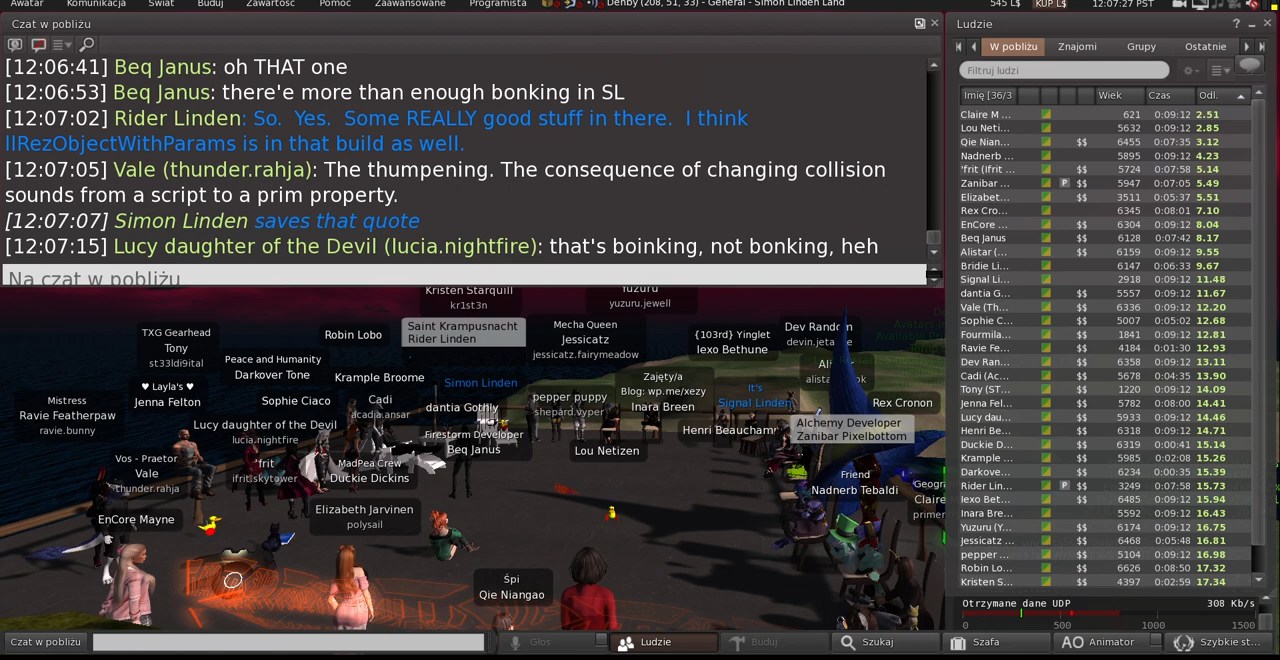 Awatar Komunikacja Świat Buduj Zawartość Pomoc Zaawansowane Programista Denby (208, 51, 33) - General - Simon Linden Land 545 L$ KUP L$ 12:07:27 PT
Czat w pobliżu
[12:06:41] Beq Janus: oh THAT one
[12:06:53] Beq Janus: there'e more than enough bonking in SL
[12:07:02] Rider Linden: So. Yes. Some REALLY good stuff in there. I think
llRezObjectWithParams is in that build as well.
[12:07:05] Vale (thunder.rahja): The thumpening. The consequence of changing collision
sounds from a script to a prim property.
[12:07:07] Simon Linden saves that quote
[12:07:15] Lucy daughter of the Devil (lucia.nightfire): that's boinking, not bonking, heh
Na czat w pobliżu
Kristen Starquill
kr1st3n
Yuzuru
yuzuru.jewell
TXG Gearhead
Tony
st33ldi9ital
Robin Lobo
Saint Krampusnacht
Rider Linden
Mecha Queen
Jessicatz
jessicatz.fairymeadow
{103rd} Yinglet
Iexo Bethune
Dev Random
Peace and Humanity
Darkover Tone
Krample Broome
Simon Linden
Zajęty/a
Blog: wp.me/xezy
Inara Breen
It's
Signal Linden
♥ Layla's ♥
Jenna Felton
Sophie Ciaco
Cadi
acadia.ansar
dantia Gothly
pepper puppy
shepard.vyper
Rex Cronon
Mistress
Ravie Featherpaw
ravie.bunny
Lucy daughter of the Devil
lucia.nightfire
Firestorm Developer
Beq Janus
Henri Beauchamp
Alchemy Developer
Zanibar Pixelbottom
Lou Netizen
Vos - Praetor
Vale
thunder.rahja
'frit
ifrit.skytower
MadPea Crew
Duckie Dickins
Friend
Nadnerb Tebaldi
Claire
EnCore Mayne
Elizabeth Jarvinen
polysail
Śpi
Qie Niangao
Ludzie ?
W pobliżu Znajomi Grupy Ostatnie
Filtruj ludzi
Imię [36/3 Wiek Czas Odl.
Claire M ... 621 0:09:12 2.51
Lou Neti... 5632 0:09:12 2.85
Qie Nian... $$ 6455 0:07:35 3.12
Nadnerb ... 5895 0:09:12 4.23
'frit (Ifrit ... $$ 5724 0:07:58 5.14
Zanibar ... P $$ 5947 0:07:05 5.49
Elizabet... $$ 3511 0:05:37 5.51
Rex Cro... 6345 0:08:01 7.10
EnCore ... $$ 6304 0:09:12 8.04
Beq Janus $$ 6128 0:07:42 8.17
Alistar (... $$ 6159 0:09:12 9.55
Bridie Li... 6147 0:06:33 9.67
Signal Li... 2918 0:09:12 11.48
dantia G... $$ 5557 0:09:12 11.67
Vale (Th... $$ 6336 0:09:12 12.20
Sophie C... $$ 5007 0:05:02 12.68
Fourmila... $$ 1841 0:09:12 12.81
Ravie Fe... $$ 4184 0:01:30 12.93
Dev Ran... $$ 6358 0:09:12 13.11
Cadi (Ac... $$ 5678 0:04:35 13.90
Tony (ST... $$ 1220 0:09:12 14.09
Jenna Fel... $$ 5782 0:08:00 14.41
Lucy dau... $$ 5933 0:09:12 14.46
Henri Be... $$ 6318 0:09:12 14.71
Duckie D... $$ 6319 0:00:41 15.14
Krample ... $$ 5985 0:02:08 15.26
Darkove... $$ 6234 0:00:35 15.39
Rider Lin... P $$ 3249 0:07:58 15.73
Iexo Bet... $$ 6485 0:09:12 15.94
Inara Bre... 5592 0:09:12 16.43
Yuzuru (Y... $$ 6174 0:09:12 16.75
Jessicatz ... $$ 6468 0:05:48 16.81
pepper ... $$ 5104 0:09:12 16.98
Robin Lo... $$ 6626 0:08:50 17.32
Kristen S... $$ 4397 0:02:59 17.34
Otrzymane dane UDP 308 Kb/s
0 500 1000 1500
Czat w pobliżu Głos Ludzie Buduj Szukaj Szafa AO Animator Szybkie st...